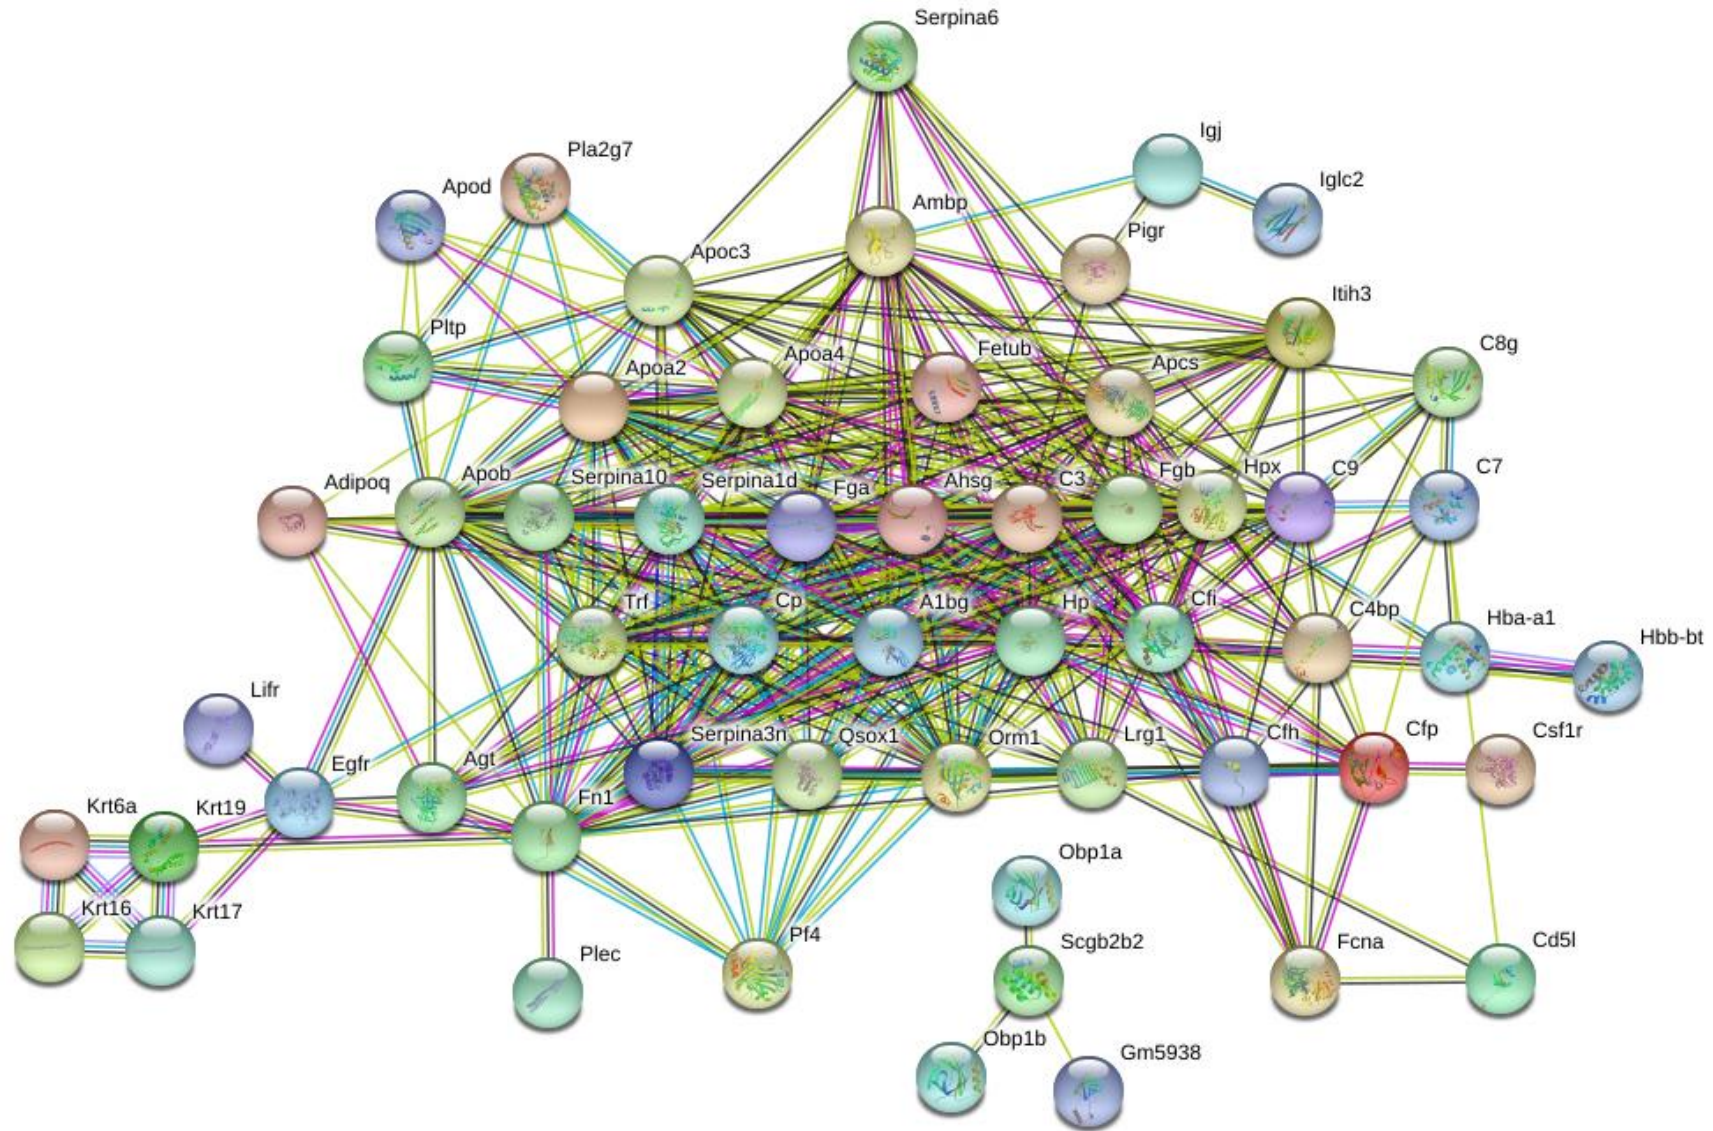 Serpina6
Igj
Pla2g7
Iglc2
Apod
Ambp
Pigr
Apoc3
Itih3
Pltp
C8g
Apoa4
Fetub
Apcs
Apoa2
Adipoq
Apob
Serpina10
Serpina1d
Fga
Ahsg
C3
Fgb
Hpx
C9
C7
Trf
Cp
A1bg
Hp
Cfi
C4bp
Hba-a1
Hbb-bt
Lifr
Egfr
Agt
Fn1
Serpina3n
Qsox1
Orm1
Lrg1
Cfh
Cfp
Csf1r
Krt6a
Krt19
Obp1a
Krt16
Krt17
Pf4
Scgb2b2
Fcna
Cd5l
Plec
Obp1b
Gm5938